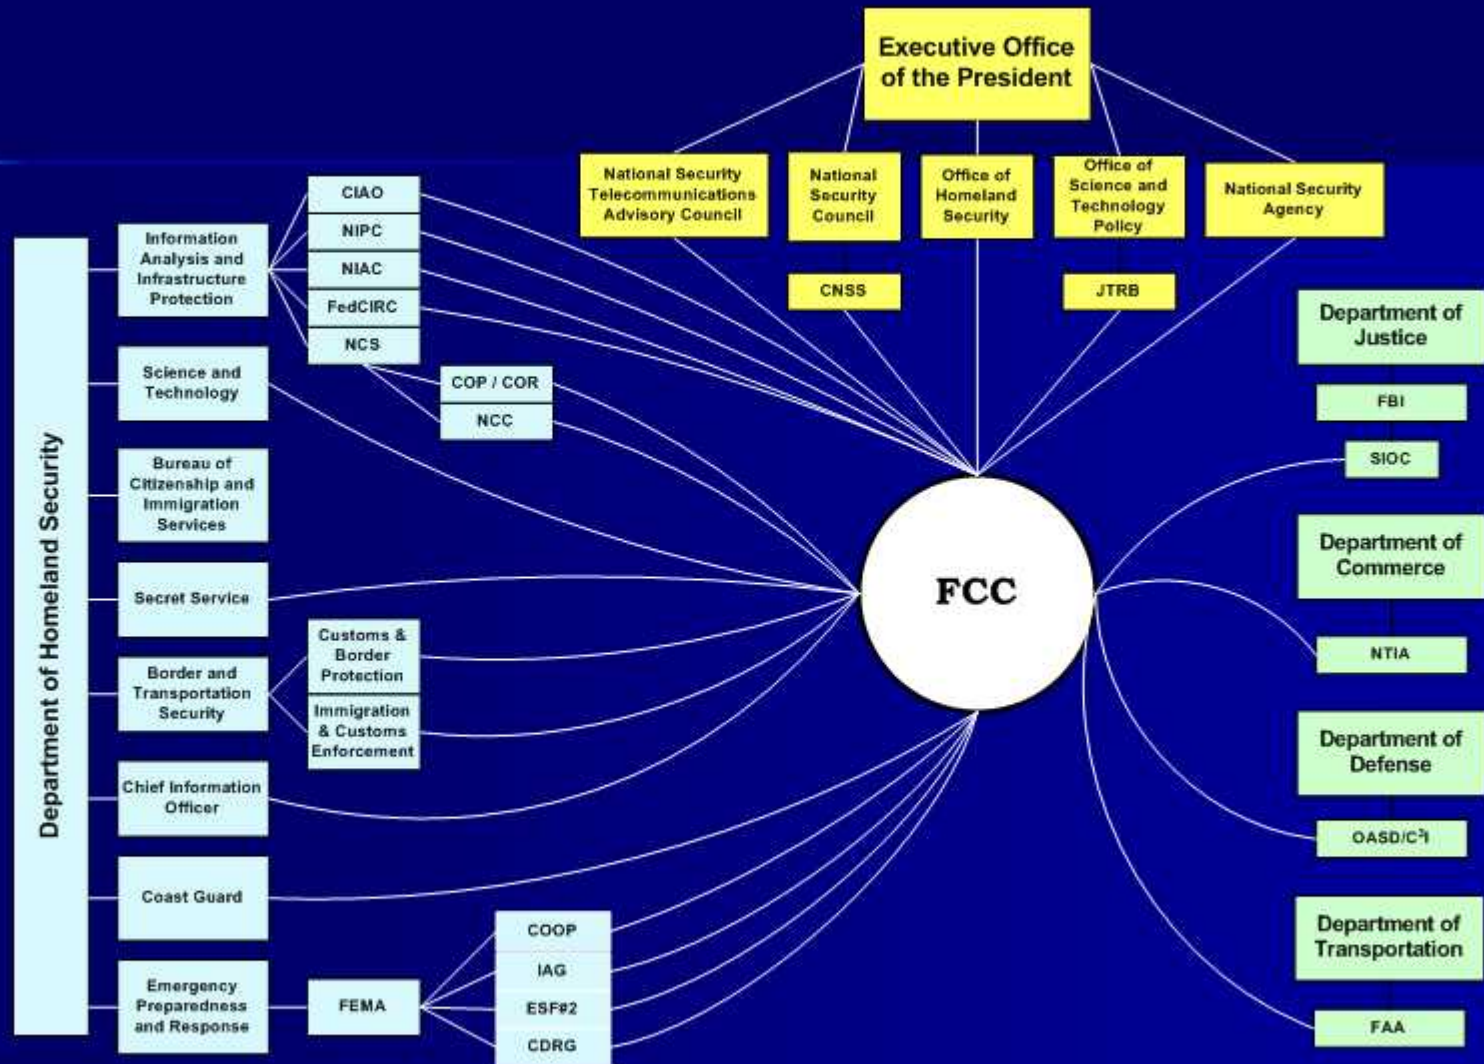 Executive Office
of the President
National Security
Telecommunications
Advisory Council
National
Security
Council
Office of
Homeland
Security
Office of
Science and
Technology
Policy
National Security
Agency
CNSS
JTRB
Department of Homeland Security
Information
Analysis and
Infrastructure
Protection
CIAO
NIPC
NIAC
FedCIRC
NCS
COP / COR
NCC
Science and
Technology
Bureau of
Citizenship and
Immigration
Services
Secret Service
Border and
Transportation
Security
Customs &
Border
Protection
Immigration
& Customs
Enforcement
Chief Information
Officer
Coast Guard
Emergency
Preparedness
and Response
FEMA
COOP
IAG
ESF#2
CDRG
FCC
Department of
Justice
FBI
SIOC
Department of
Commerce
NTIA
Department of
Defense
OASD/C³I
Department of
Transportation
FAA